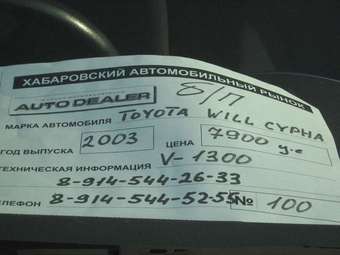 ХАБАРОВСКИЙ АВТОМОБИЛЬНЫЙ РЫНОК
AUTO DEALER
Б/П
МАРКА АВТОМОБИЛЯ TOYOTA WILL CYPHA
ГОД ВЫПУСКА 2003 ЦЕНА 7900 у.е
ТЕХНИЧЕСКАЯ ИНФОРМАЦИЯ V-1300
8-914-544-26-33
ТЕЛЕФОН 8-914-544-52-55 № 100